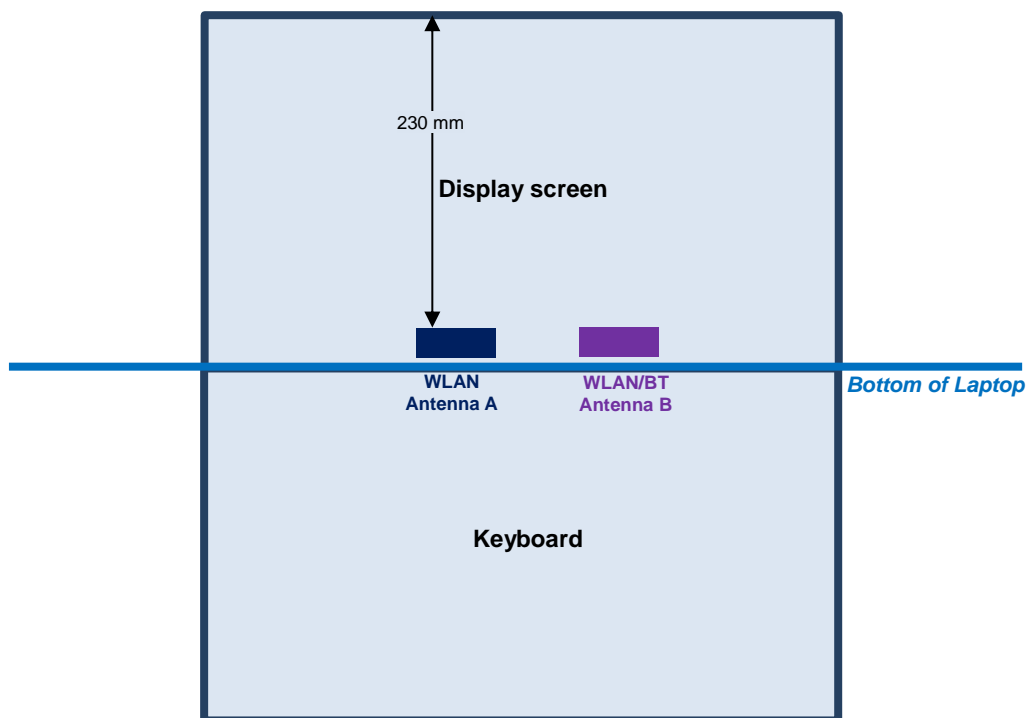 230 mm
Display screen
WLAN
Antenna A
WLAN/BT
Antenna B
Bottom of Laptop
Keyboard